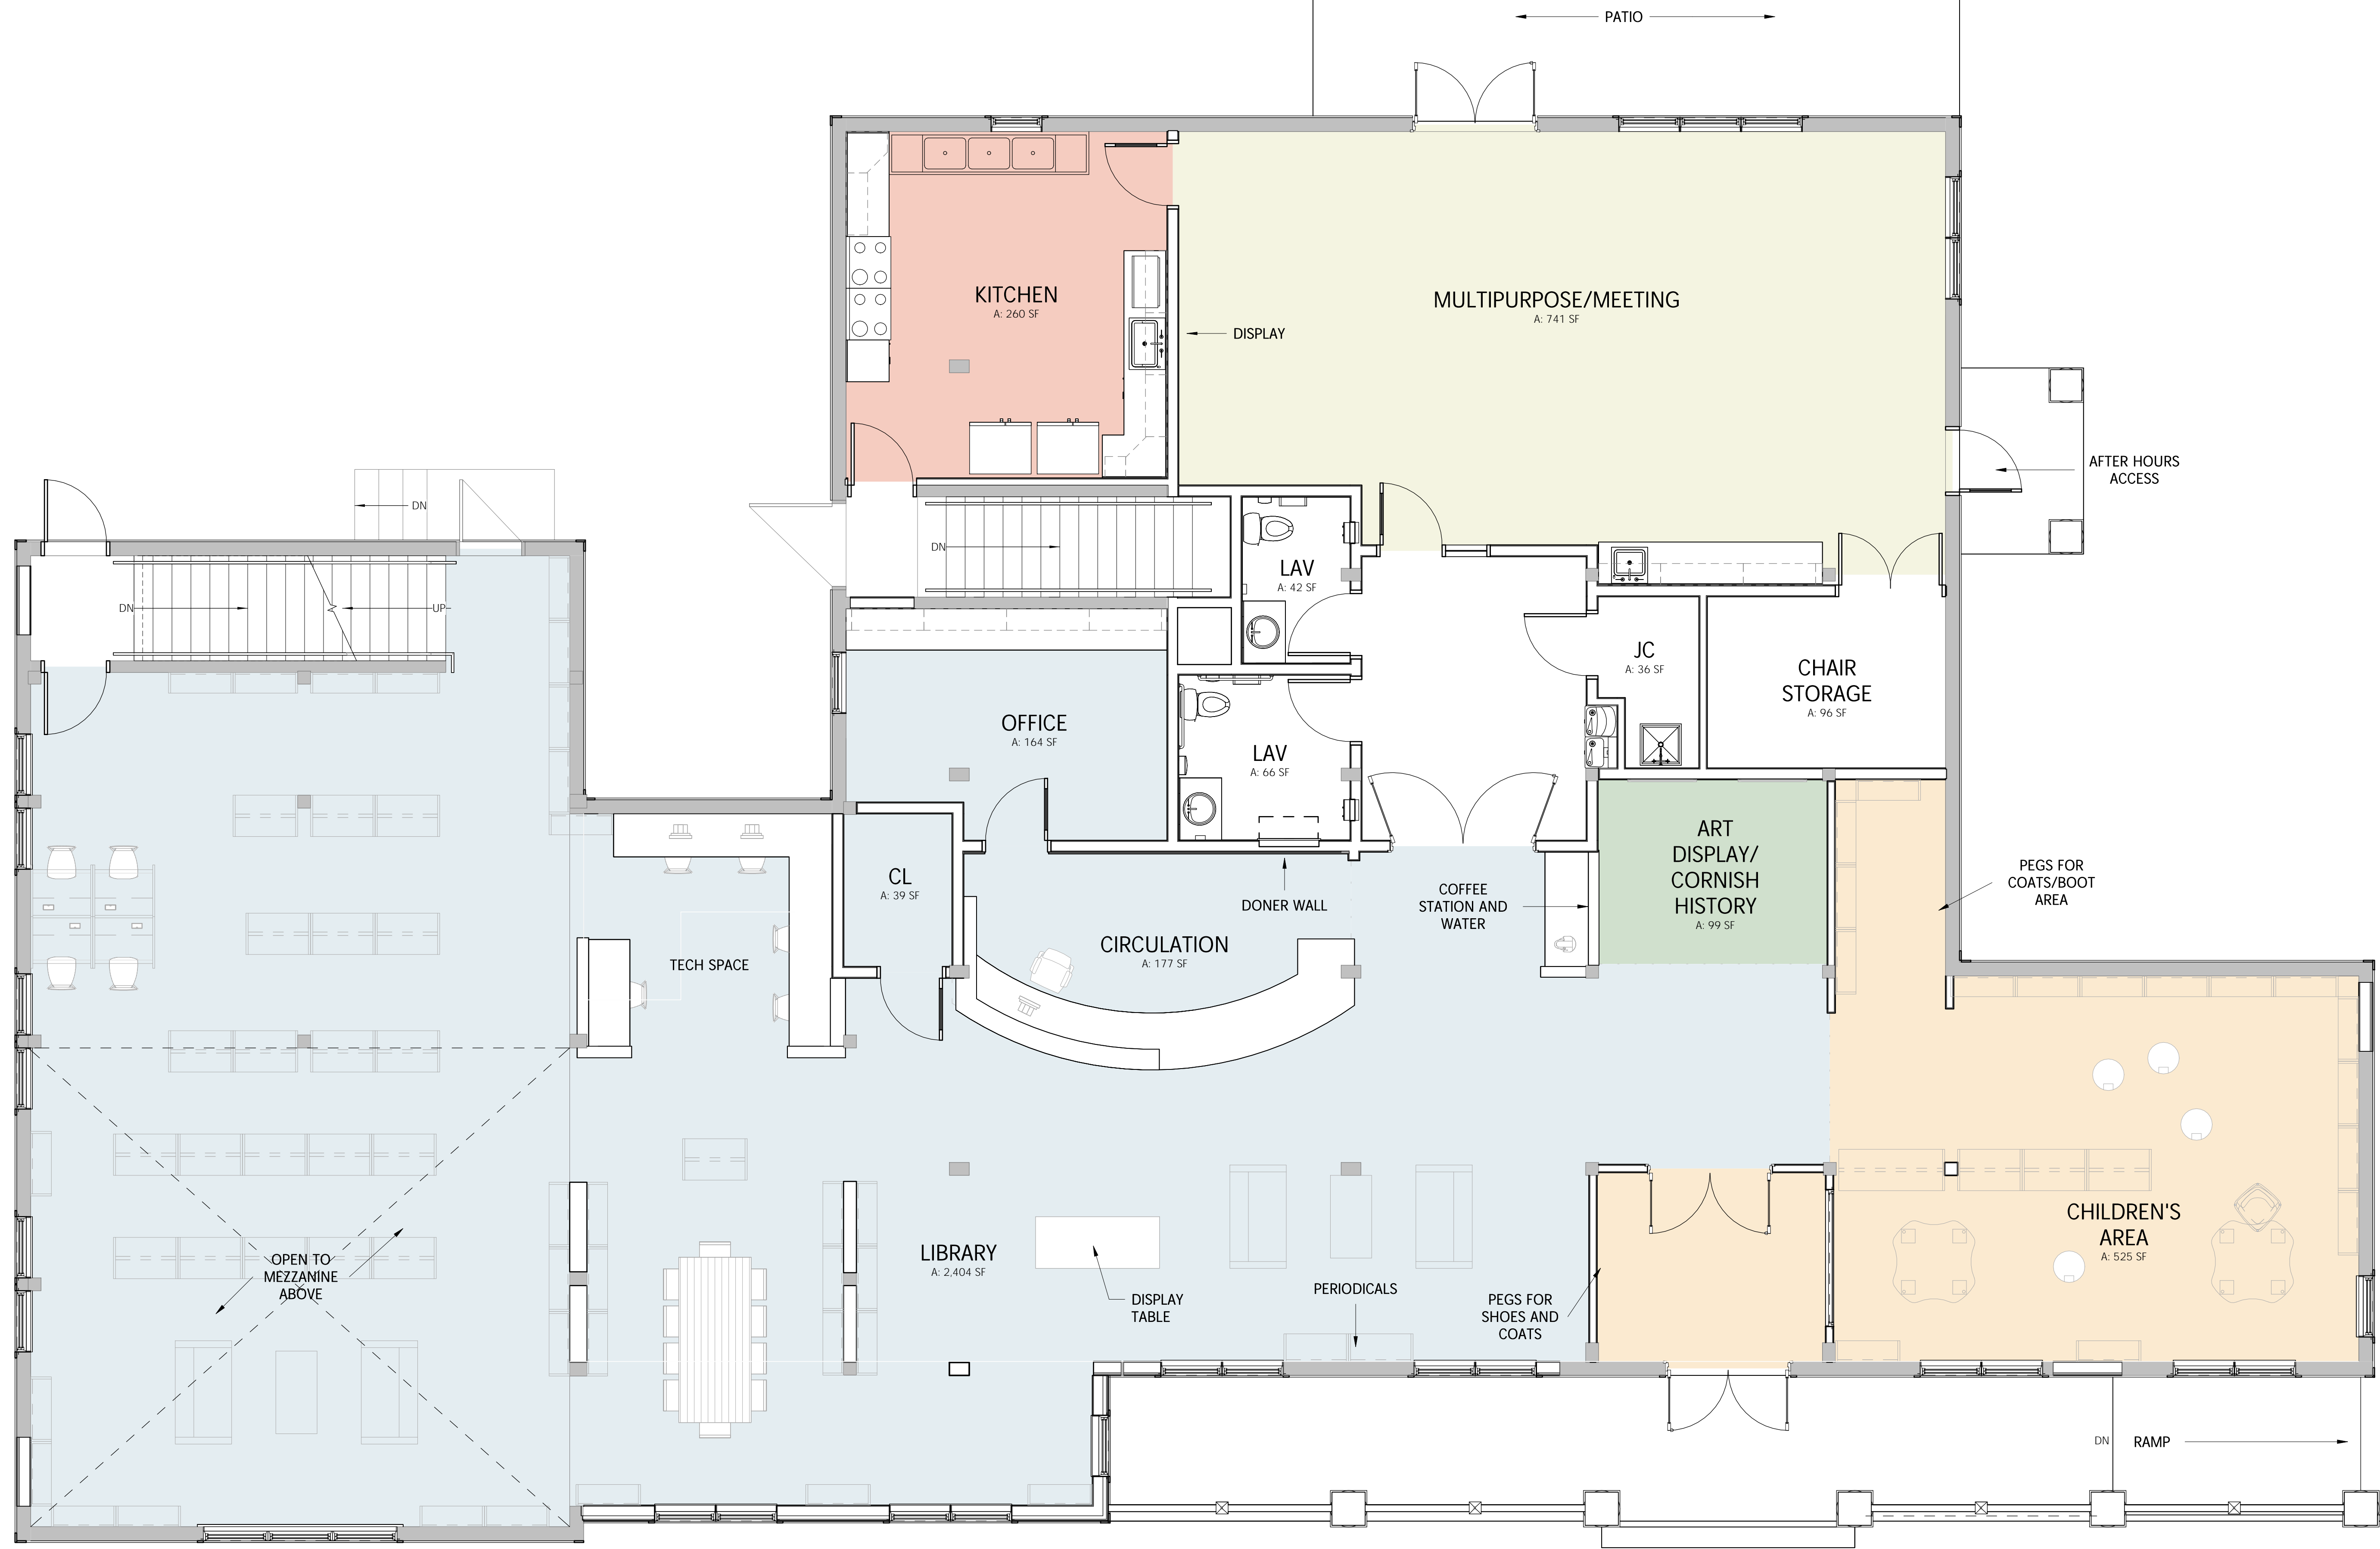 PATIO
KITCHEN
A: 260 SF
MULTIPURPOSE/MEETING
A: 741 SF
DISPLAY
AFTER HOURS
ACCESS
DN
DN
DN
UP
LAV
A: 42 SF
JC
A: 36 SF
CHAIR
STORAGE
A: 96 SF
OFFICE
A: 164 SF
LAV
A: 66 SF
ART
DISPLAY/
CORNISH
HISTORY
A: 99 SF
PEGS FOR
COATS/BOOT
AREA
CL
A: 39 SF
DONER WALL
COFFEE
STATION AND
WATER
CIRCULATION
A: 177 SF
TECH SPACE
CHILDREN'S
AREA
A: 525 SF
OPEN TO
MEZZANINE
ABOVE
LIBRARY
A: 2,404 SF
DISPLAY
TABLE
PERIODICALS
PEGS FOR
SHOES AND
COATS
DN
RAMP